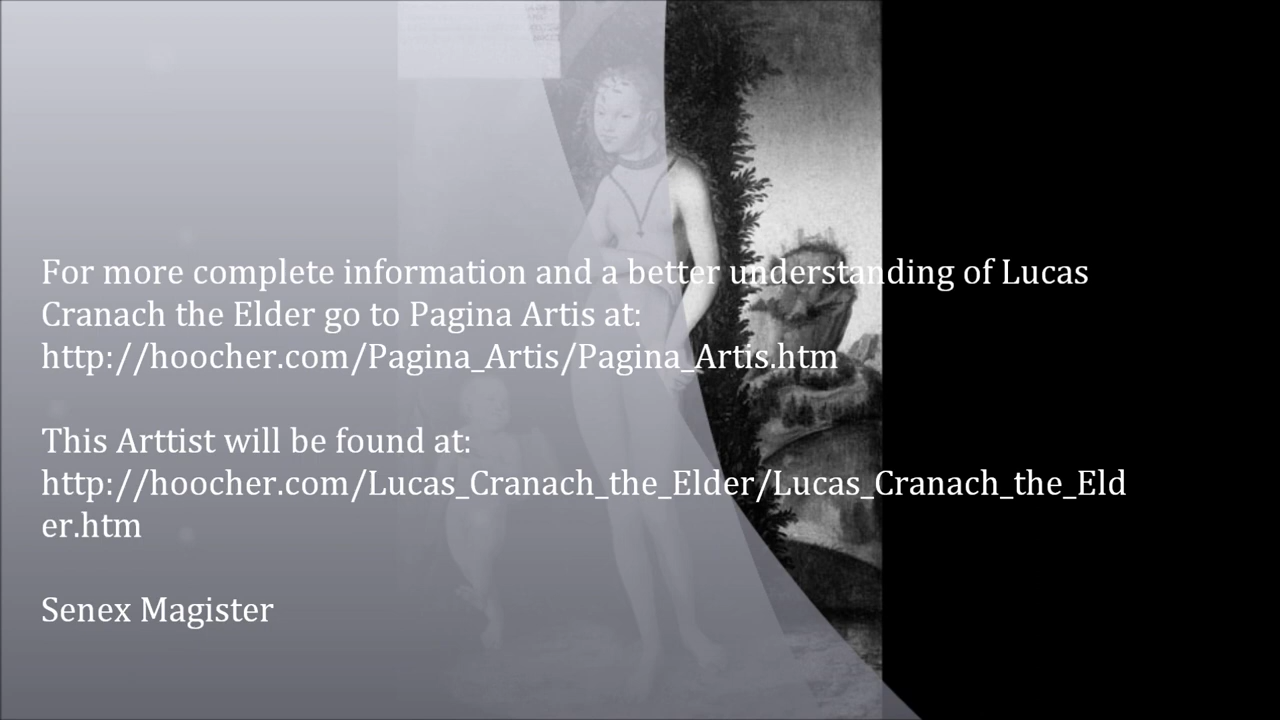 For more complete information and a better understanding of Lucas
Cranach the Elder go to Pagina Artis at:
http://hoocher.com/Pagina_Artis/Pagina_Artis.htm
This Arttist will be found at:
http://hoocher.com/Lucas_Cranach_the_Elder/Lucas_Cranach_the_Eld
er.htm
Senex Magister